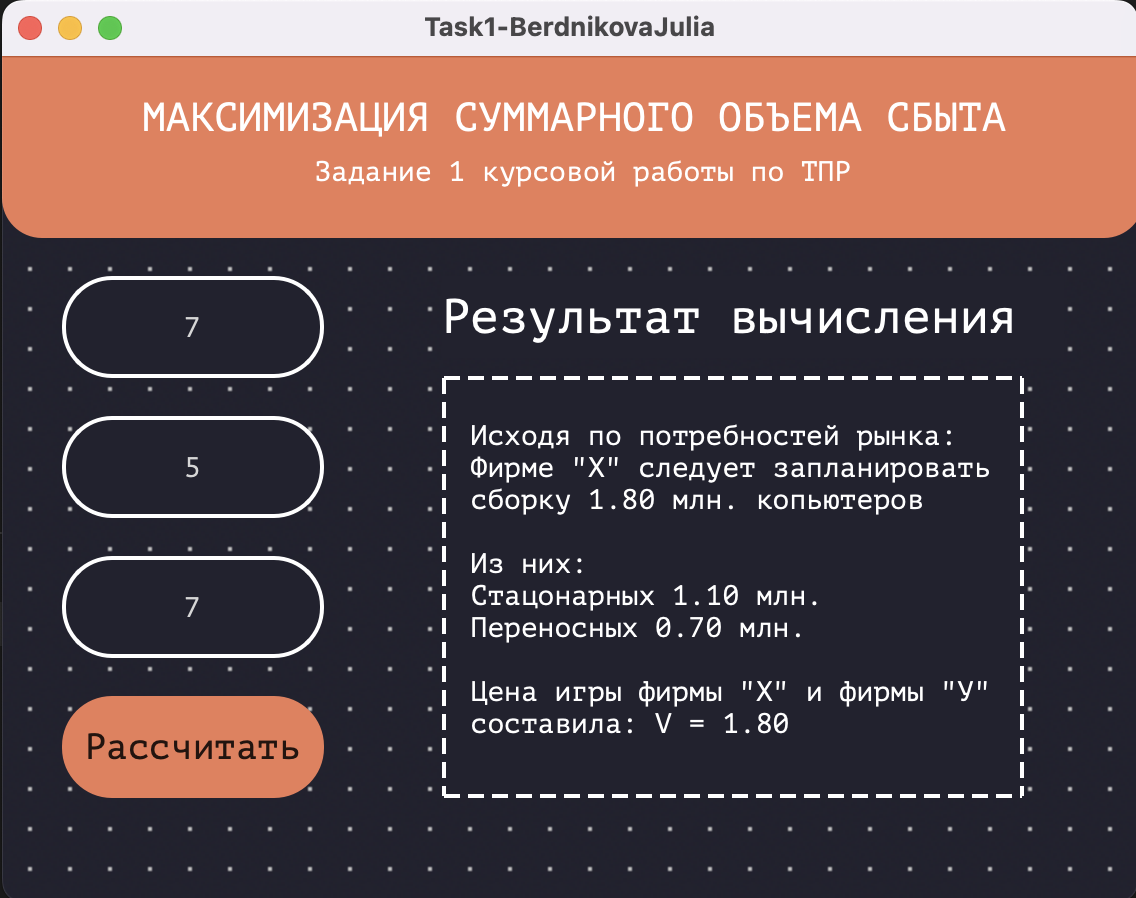 Task1-BerdnikovaJulia
МАКСИМИЗАЦИЯ СУММАРНОГО ОБЪЕМА СБЫТА
Задание 1 курсовой работы по ТПР
7
5
7
Рассчитать
Результат вычисления
Исходя по потребностей рынка:
Фирме "X" следует запланировать
сборку 1.80 млн. копьютеров
Из них:
Стацонарных 1.10 млн.
Переносных 0.70 млн.
Цена игры фирмы "X" и фирмы "У"
составила: V = 1.80